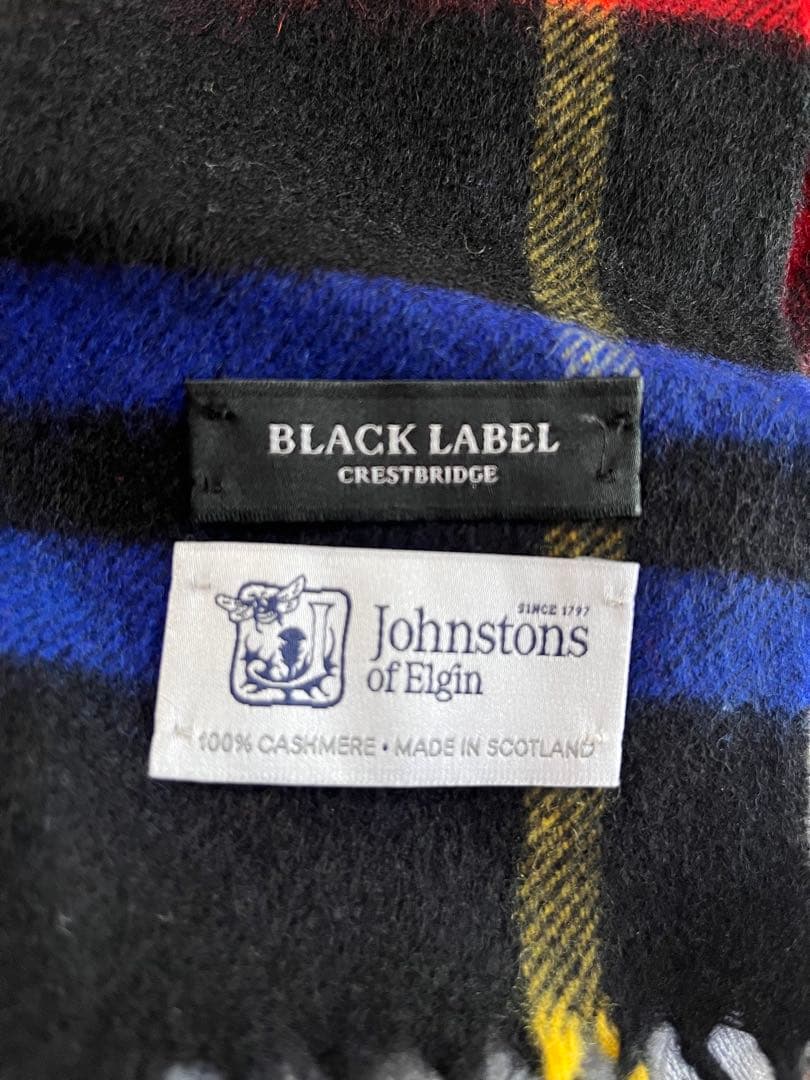 BLACK LABEL
CRESTBRIDGE
SINCE 1797
Johnstons
of Elgin
100% CASHMERE • MADE IN SCOTLAND